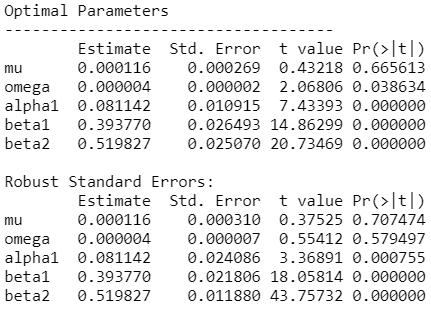 Optimal Parameters
------------------------------------
Estimate Std. Error t value Pr(>|t|)
mu 0.000116 0.000269 0.43218 0.665613
omega 0.000004 0.000002 2.06806 0.038634
alpha1 0.081142 0.010915 7.43393 0.000000
beta1 0.393770 0.026493 14.86299 0.000000
beta2 0.519827 0.025070 20.73469 0.000000
Robust Standard Errors:
Estimate Std. Error t value Pr(>|t|)
mu 0.000116 0.000310 0.37525 0.707474
omega 0.000004 0.000007 0.55412 0.579497
alpha1 0.081142 0.024086 3.36891 0.000755
beta1 0.393770 0.021806 18.05814 0.000000
beta2 0.519827 0.011880 43.75732 0.000000